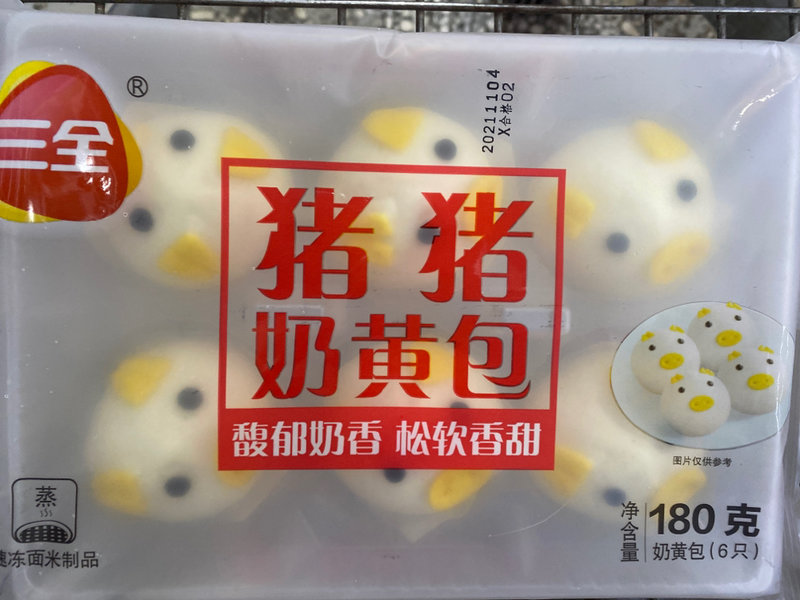 三全
®
20211104
X合格02
猪猪
奶黄包
馥郁奶香 松软香甜
图片仅供参考
蒸
速冻面米制品
净含量
180克
奶黄包(6只)